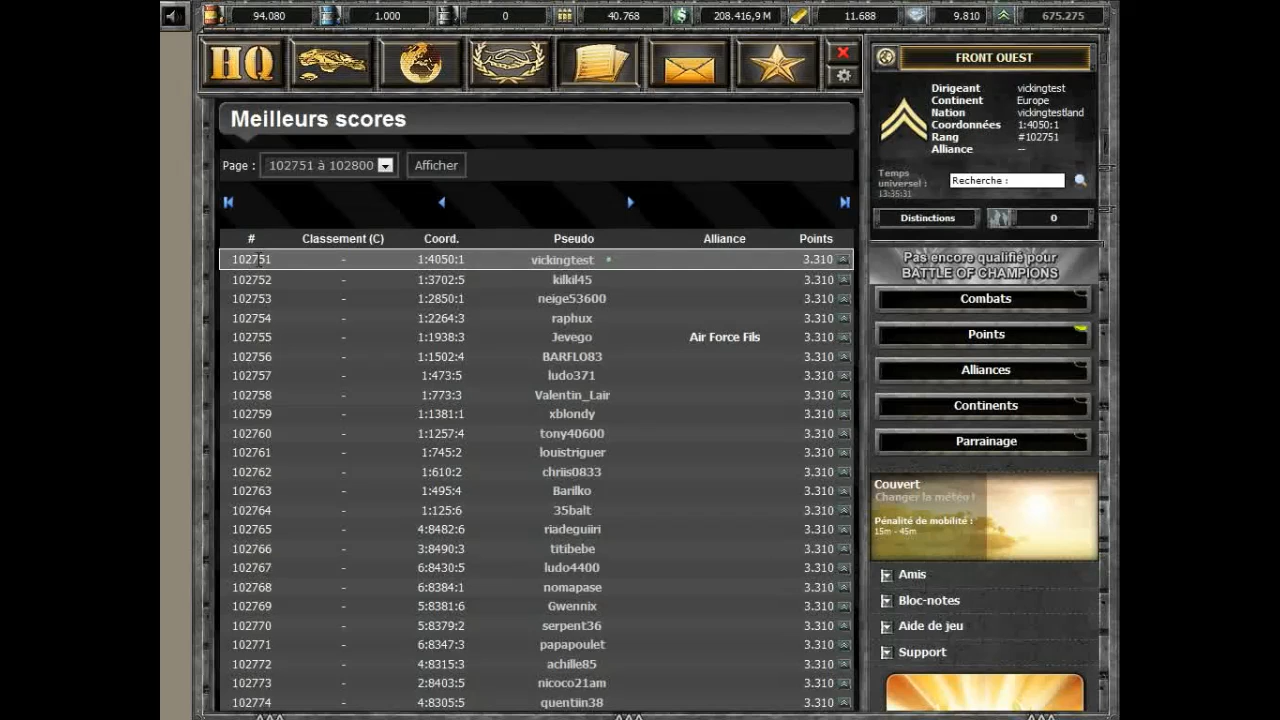 94.080 1.000 0 40.768 208.416,9 M 11.688 9.810 675.275
HQ
FRONT OUEST
Dirigeant vickingtest
Continent Europe
Nation vickingtestland
Coordonnées 1:4050:1
Rang #102751
Alliance --
Temps universel : 13:35:31
Recherche :
Distinctions 0
Meilleurs scores
Page : 102751 à 102800 Afficher
# Classement (C) Coord. Pseudo Alliance Points
102751 - 1:4050:1 vickingtest 3.310
102752 - 1:3702:5 kilkil45 3.310
102753 - 1:2850:1 neige53600 3.310
102754 - 1:2264:3 raphux 3.310
102755 - 1:1938:3 Jevego Air Force Fils 3.310
102756 - 1:1502:4 BARFLO83 3.310
102757 - 1:473:5 ludo371 3.310
102758 - 1:773:3 Valentin_Lair 3.310
102759 - 1:1381:1 xblondy 3.310
102760 - 1:1257:4 tony40600 3.310
102761 - 1:745:2 louistriguer 3.310
102762 - 1:610:2 chriis0833 3.310
102763 - 1:495:4 Barilko 3.310
102764 - 1:125:6 35balt 3.310
102765 - 4:8482:6 riadeguiiri 3.310
102766 - 3:8490:3 titibebe 3.310
102767 - 6:8430:5 ludo4400 3.310
102768 - 6:8384:1 nomapase 3.310
102769 - 5:8381:6 Gwennix 3.310
102770 - 5:8379:2 serpent36 3.310
102771 - 6:8347:3 papapoulet 3.310
102772 - 4:8315:3 achille85 3.310
102773 - 2:8403:5 nicoco21am 3.310
102774 - 4:8305:5 quentiin38 3.310
Pas encore qualifié pour
BATTLE OF CHAMPIONS
Combats
Points
Alliances
Continents
Parrainage
Couvert
Changer la météo !
Pénalité de mobilité :
15m - 45m
Amis
Bloc-notes
Aide de jeu
Support